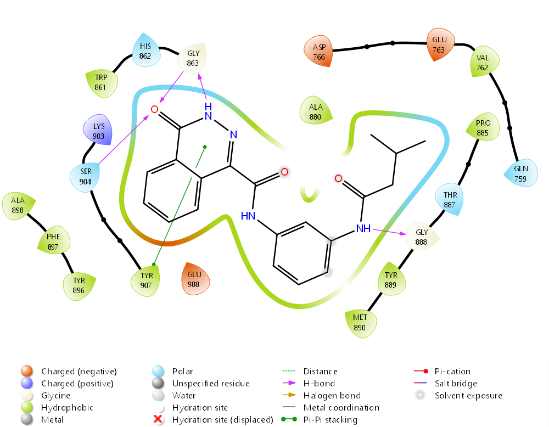 HIS
862
GLY
863
TRP
861
ASP
766
GLU
763
VAL
762
ALA
880
LYS
903
PRO
885
GLN
759
SER
904
THR
887
O
NH
N
O
O
HN
NH
ALA
898
PHE
897
TYR
896
TYR
907
GLU
988
GLY
888
TYR
889
MET
890
Charged (negative)
Charged (positive)
Glycine
Hydrophobic
Metal
Polar
Unspecified residue
Water
Hydration site
Hydration site (displaced)
Distance
H-bond
Halogen bond
Metal coordination
Pi-Pi stacking
Pi-cation
Salt bridge
Solvent exposure